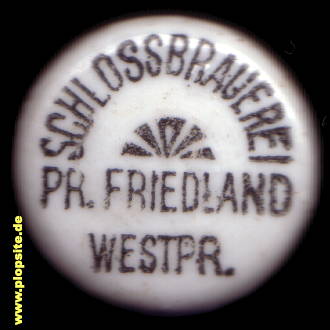 SCHLOSSBRAUEREI
PR. FRIEDLAND
WESTPR.
www.plopsite.de